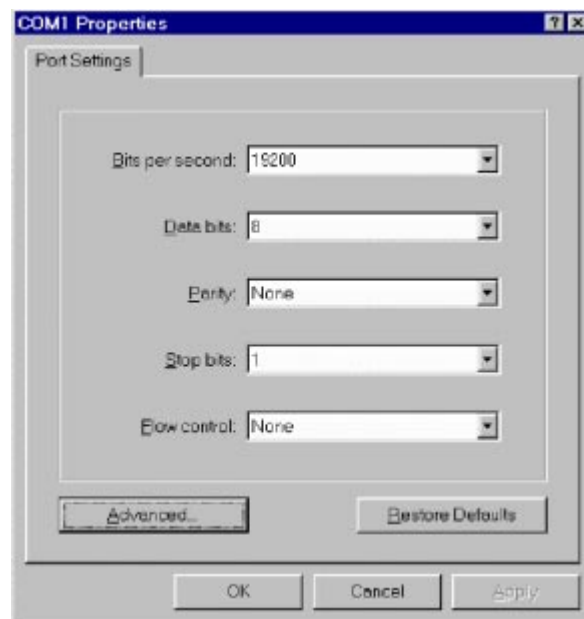 COM1 Properties
Port Settings
Bits per second: 19200
Data bits: 8
Parity: None
Stop bits: 1
Flow control: None
Advanced...
Restore Defaults
OK
Cancel
Apply